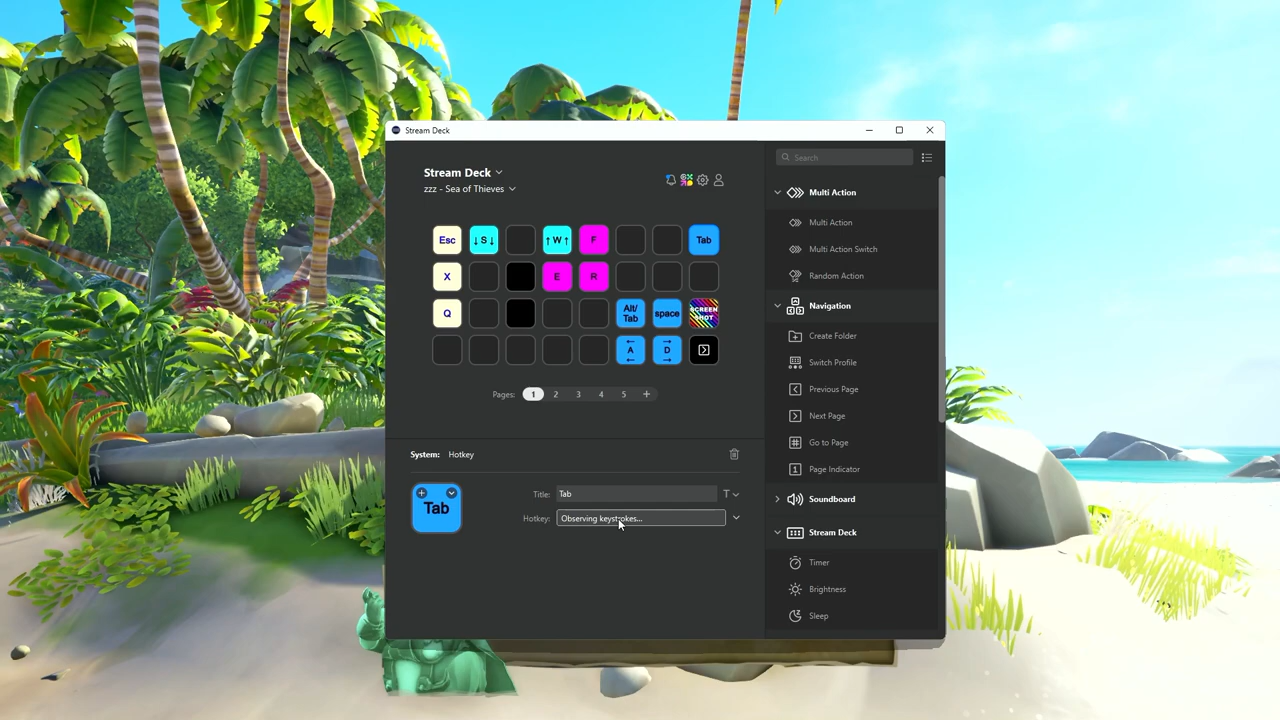 Stream Deck
Stream Deck
zzz - Sea of Thieves
Esc
↓S↓
↑W↑
F
Tab
X
E
R
Q
Alt/
Tab
space
SCREEN
SHOT
←
A
←
→
D
→
Pages:
1
2
3
4
5
+
System: Hotkey
Tab
Title: Tab
T
Hotkey: Observing keystrokes...
Search
Multi Action
Multi Action
Multi Action Switch
Random Action
Navigation
Create Folder
Switch Profile
Previous Page
Next Page
Go to Page
1 Page Indicator
Soundboard
Stream Deck
Timer
Brightness
Sleep